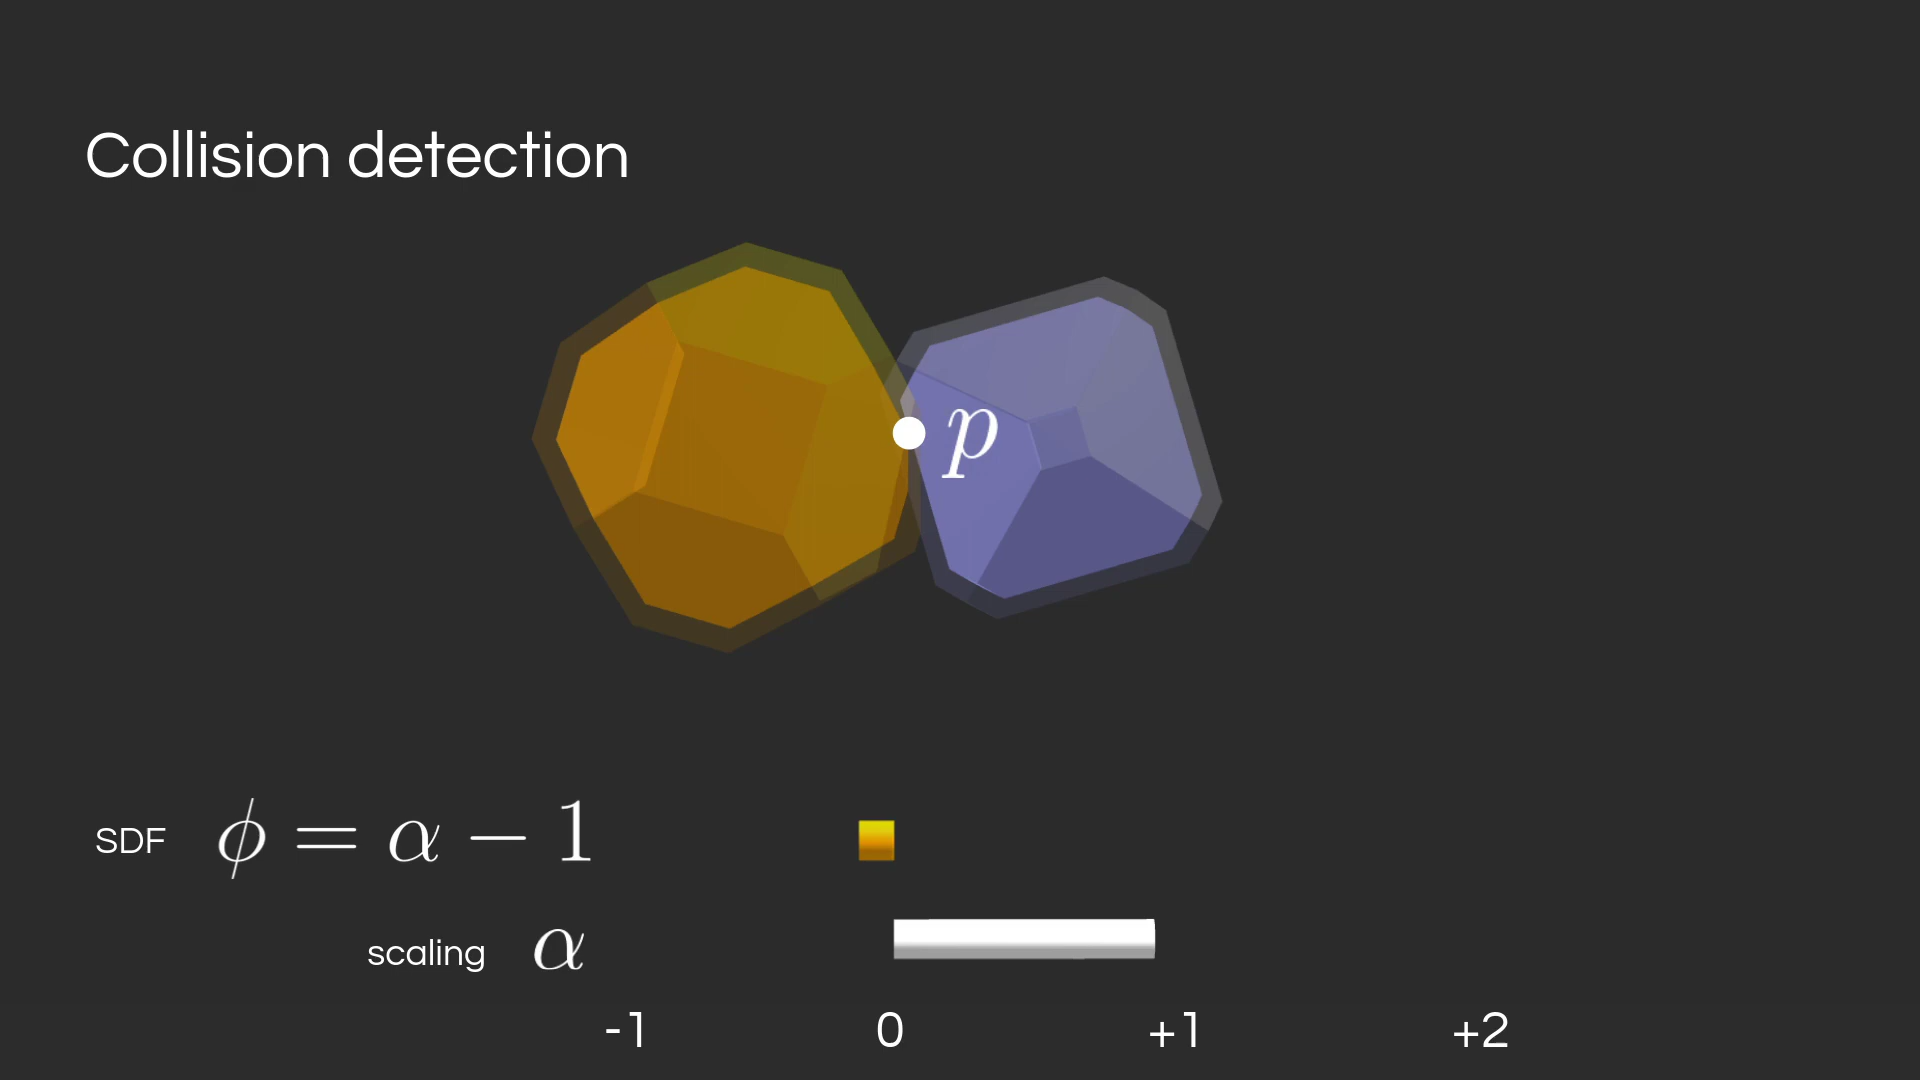 Collision detection
p
SDF ϕ = α − 1
scaling α
-1 0 +1 +2